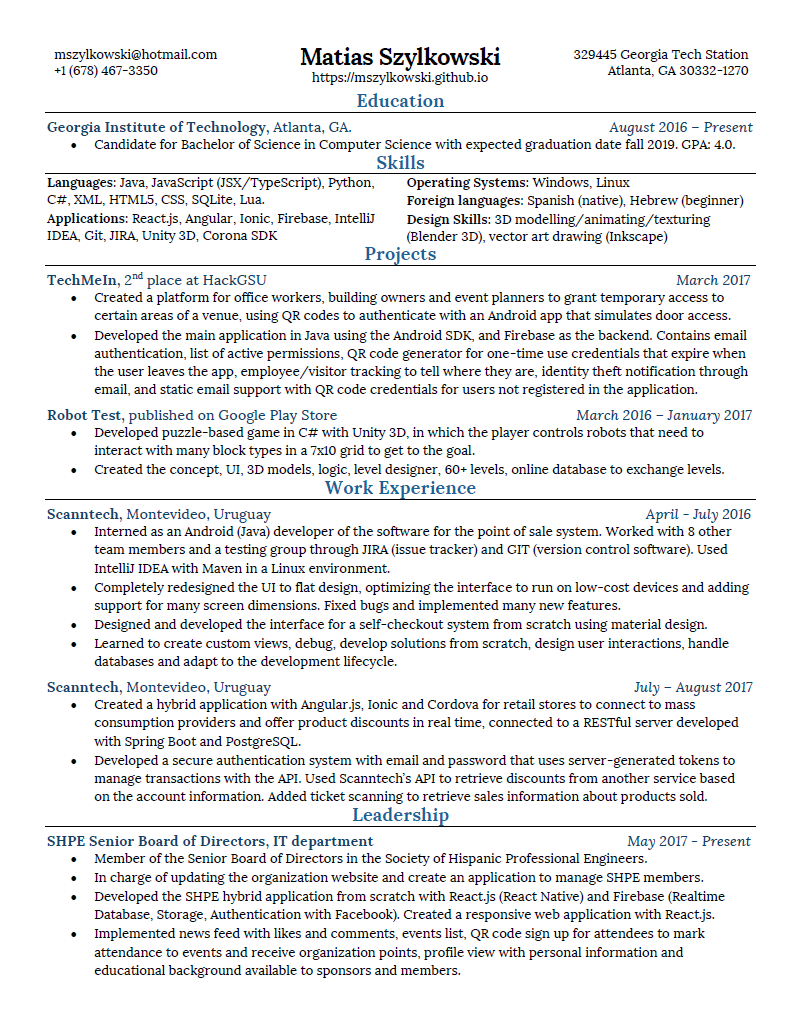 mszylkowski@hotmail.com
+1 (678) 467-3350
Matias Szylkowski
https://mszylkowski.github.io
329445 Georgia Tech Station
Atlanta, GA 30332-1270
Education
Georgia Institute of Technology, Atlanta, GA. August 2016 – Present
• Candidate for Bachelor of Science in Computer Science with expected graduation date fall 2019. GPA: 4.0.
Skills
Languages: Java, JavaScript (JSX/TypeScript), Python,
C#, XML, HTML5, CSS, SQLite, Lua.
Applications: React.js, Angular, Ionic, Firebase, IntelliJ
IDEA, Git, JIRA, Unity 3D, Corona SDK
Operating Systems: Windows, Linux
Foreign languages: Spanish (native), Hebrew (beginner)
Design Skills: 3D modelling/animating/texturing
(Blender 3D), vector art drawing (Inkscape)
Projects
TechMeIn, 2nd place at HackGSU March 2017
• Created a platform for office workers, building owners and event planners to grant temporary access to
certain areas of a venue, using QR codes to authenticate with an Android app that simulates door access.
• Developed the main application in Java using the Android SDK, and Firebase as the backend. Contains email
authentication, list of active permissions, QR code generator for one-time use credentials that expire when
the user leaves the app, employee/visitor tracking to tell where they are, identity theft notification through
email, and static email support with QR code credentials for users not registered in the application.
Robot Test, published on Google Play Store March 2016 – January 2017
• Developed puzzle-based game in C# with Unity 3D, in which the player controls robots that need to
interact with many block types in a 7x10 grid to get to the goal.
• Created the concept, UI, 3D models, logic, level designer, 60+ levels, online database to exchange levels.
Work Experience
Scanntech, Montevideo, Uruguay April - July 2016
• Interned as an Android (Java) developer of the software for the point of sale system. Worked with 8 other
team members and a testing group through JIRA (issue tracker) and GIT (version control software). Used
IntelliJ IDEA with Maven in a Linux environment.
• Completely redesigned the UI to flat design, optimizing the interface to run on low-cost devices and adding
support for many screen dimensions. Fixed bugs and implemented many new features.
• Designed and developed the interface for a self-checkout system from scratch using material design.
• Learned to create custom views, debug, develop solutions from scratch, design user interactions, handle
databases and adapt to the development lifecycle.
Scanntech, Montevideo, Uruguay July – August 2017
• Created a hybrid application with Angular.js, Ionic and Cordova for retail stores to connect to mass
consumption providers and offer product discounts in real time, connected to a RESTful server developed
with Spring Boot and PostgreSQL.
• Developed a secure authentication system with email and password that uses server-generated tokens to
manage transactions with the API. Used Scanntech's API to retrieve discounts from another service based
on the account information. Added ticket scanning to retrieve sales information about products sold.
Leadership
SHPE Senior Board of Directors, IT department May 2017 - Present
• Member of the Senior Board of Directors in the Society of Hispanic Professional Engineers.
• In charge of updating the organization website and create an application to manage SHPE members.
• Developed the SHPE hybrid application from scratch with React.js (React Native) and Firebase (Realtime
Database, Storage, Authentication with Facebook). Created a responsive web application with React.js.
• Implemented news feed with likes and comments, events list, QR code sign up for attendees to mark
attendance to events and receive organization points, profile view with personal information and
educational background available to sponsors and members.